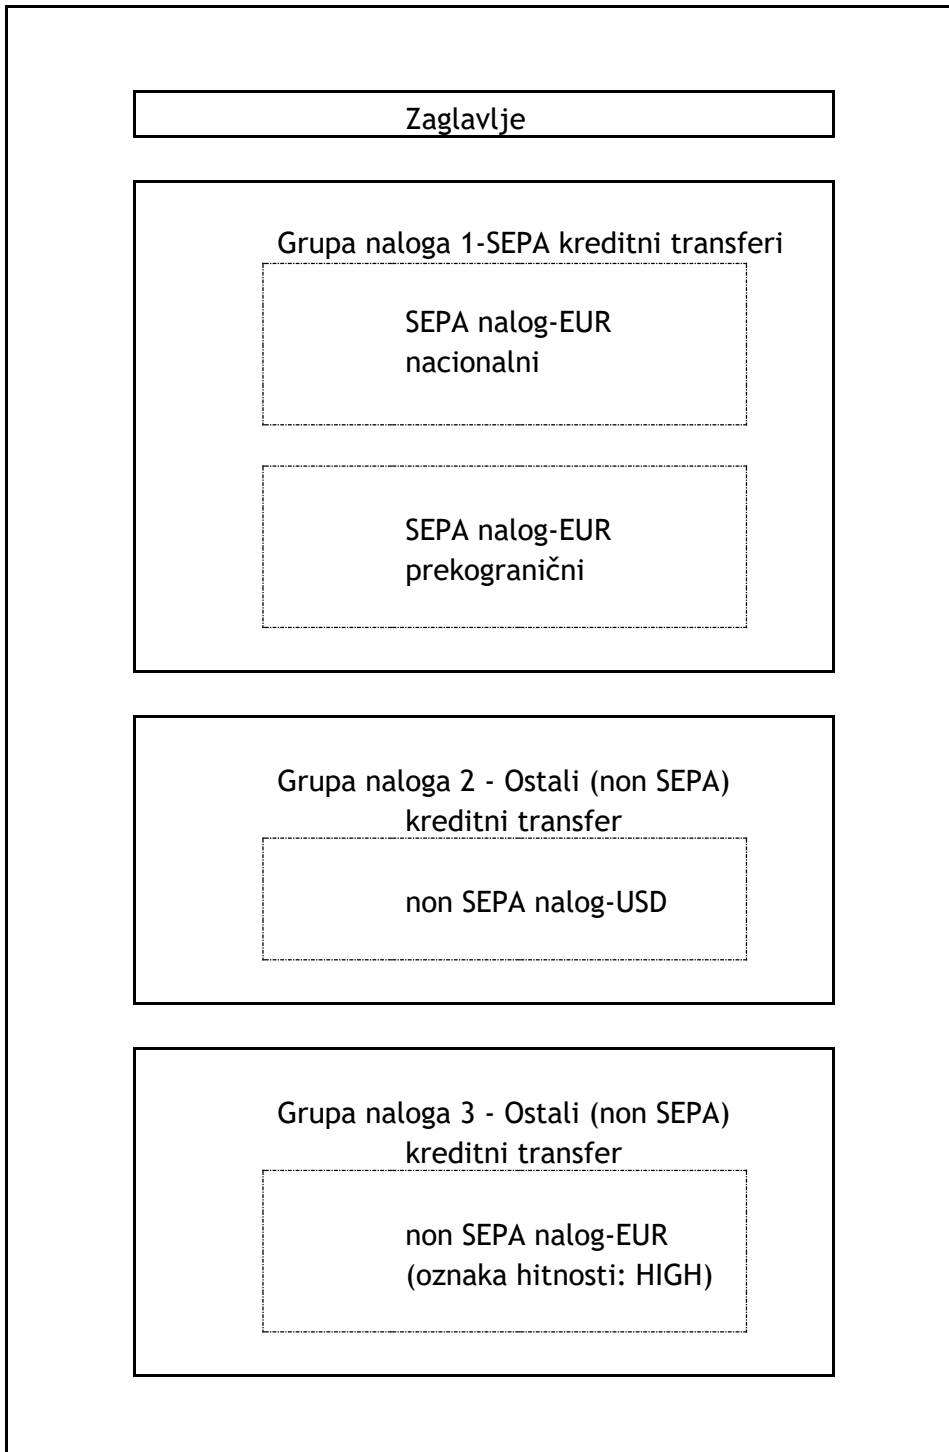 Zaglavlje
Grupa naloga 1-SEPA kreditni transferi
SEPA nalog-EUR
nacionalni
SEPA nalog-EUR
prekogranični
Grupa naloga 2 - Ostali (non SEPA)
kreditni transfer
non SEPA nalog-USD
Grupa naloga 3 - Ostali (non SEPA)
kreditni transfer
non SEPA nalog-EUR
(oznaka hitnosti: HIGH)